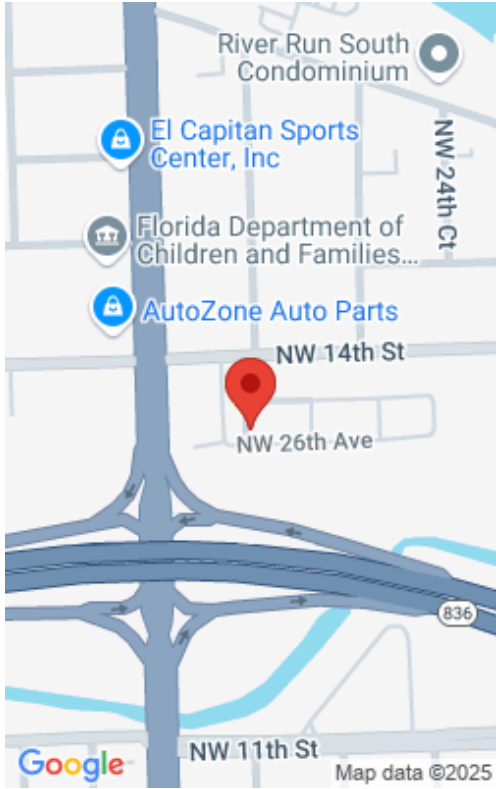 River Run South
Condominium
El Capitan Sports
Center, Inc
NW 24th Ct
Florida Department of
Children and Families...
AutoZone Auto Parts
NW 14th St
NW 26th Ave
836
NW 11th St
Google
Map data ©2025